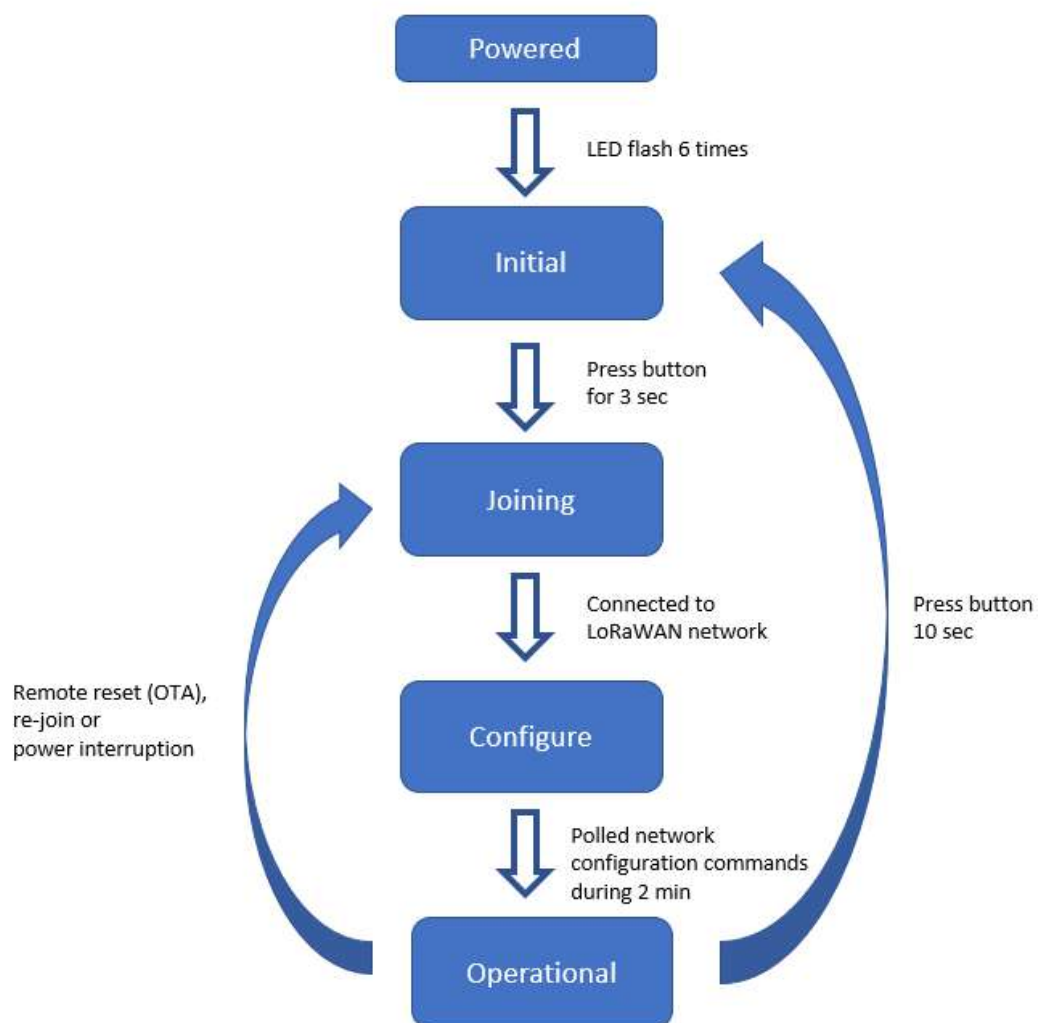 Powered
LED flash 6 times
Initial
Press button
for 3 sec
Joining
Connected to
LoRaWAN network
Press button
10 sec
Remote reset (OTA),
re-join or
power interruption
Configure
Polled network
configuration commands
during 2 min
Operational